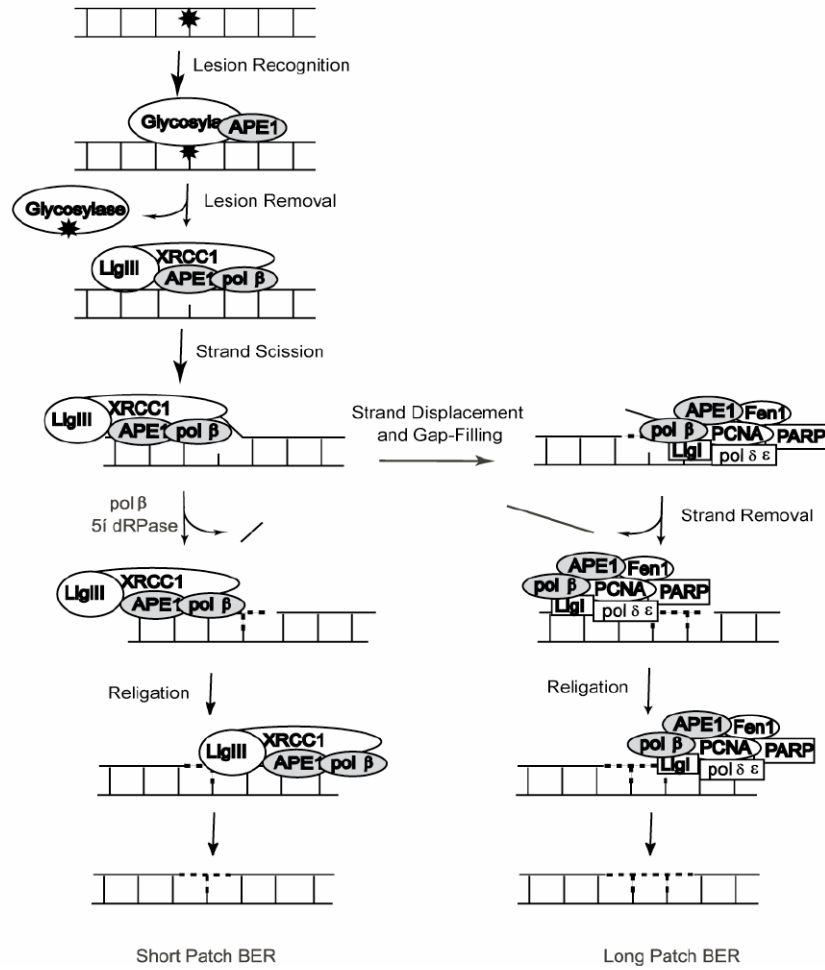 Lesion Recognition
Glycosyla
APE1
Glycosylase
Lesion Removal
XRCC1
LigIII
APE1
pol β
Strand Scission
XRCC1
LigIII
APE1
pol β
Strand Displacement
and Gap-Filling
APE1
Fen1
pol β
PCNA
PARP
LigI
pol δ ε
pol β
5í dRPase
Strand Removal
XRCC1
LigIII
APE1
pol β
APE1
Fen1
pol β
PCNA
PARP
LigI
pol δ ε
Religation
Religation
XRCC1
LigIII
APE1
pol β
APE1
Fen1
pol β
PCNA
PARP
LigI
pol δ ε
Short Patch BER
Long Patch BER